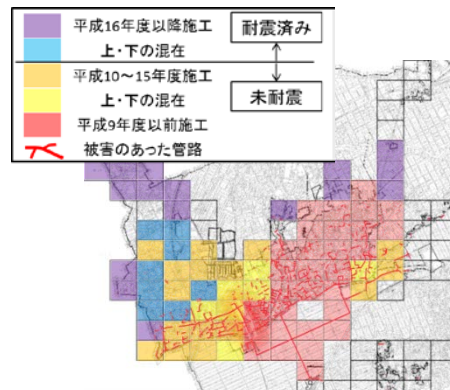 平成16年度以降施工
耐震済み
上・下の混在
平成10～15年度施工
上・下の混在
未耐震
平成9年度以前施工
被害のあった管路